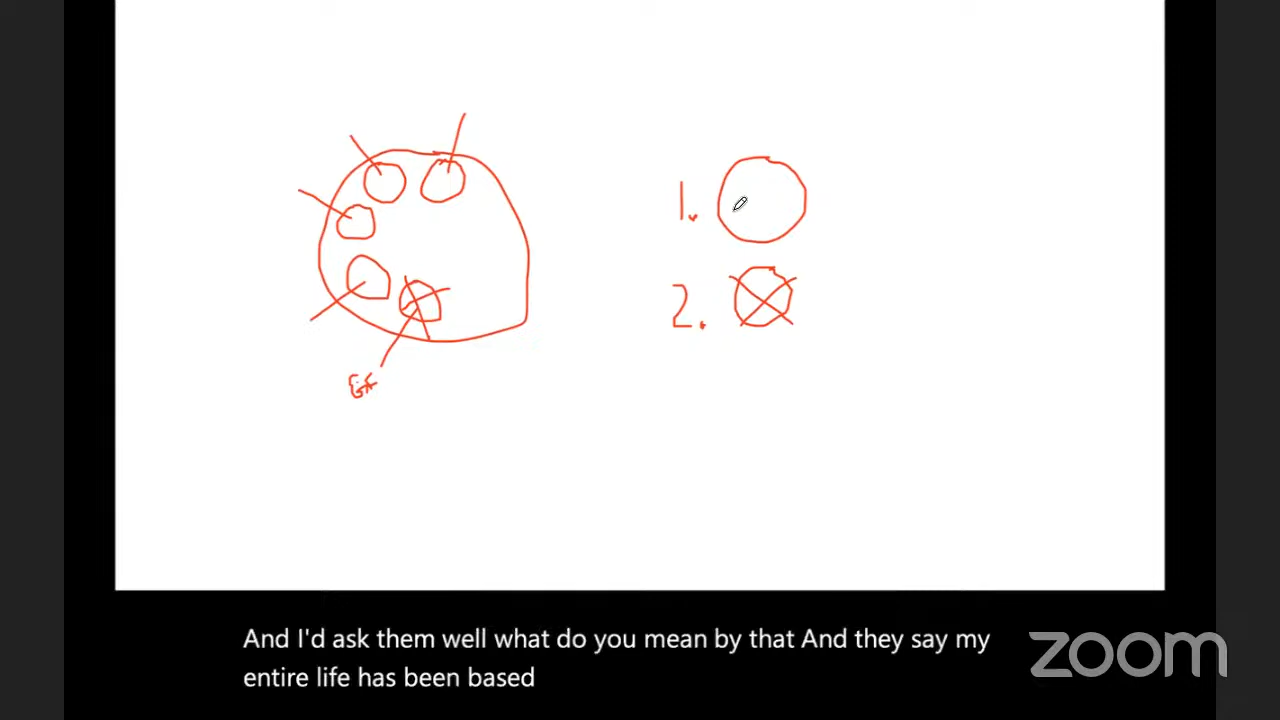 1.
2.
GF
And I'd ask them well what do you mean by that And they say my
entire life has been based
zoom